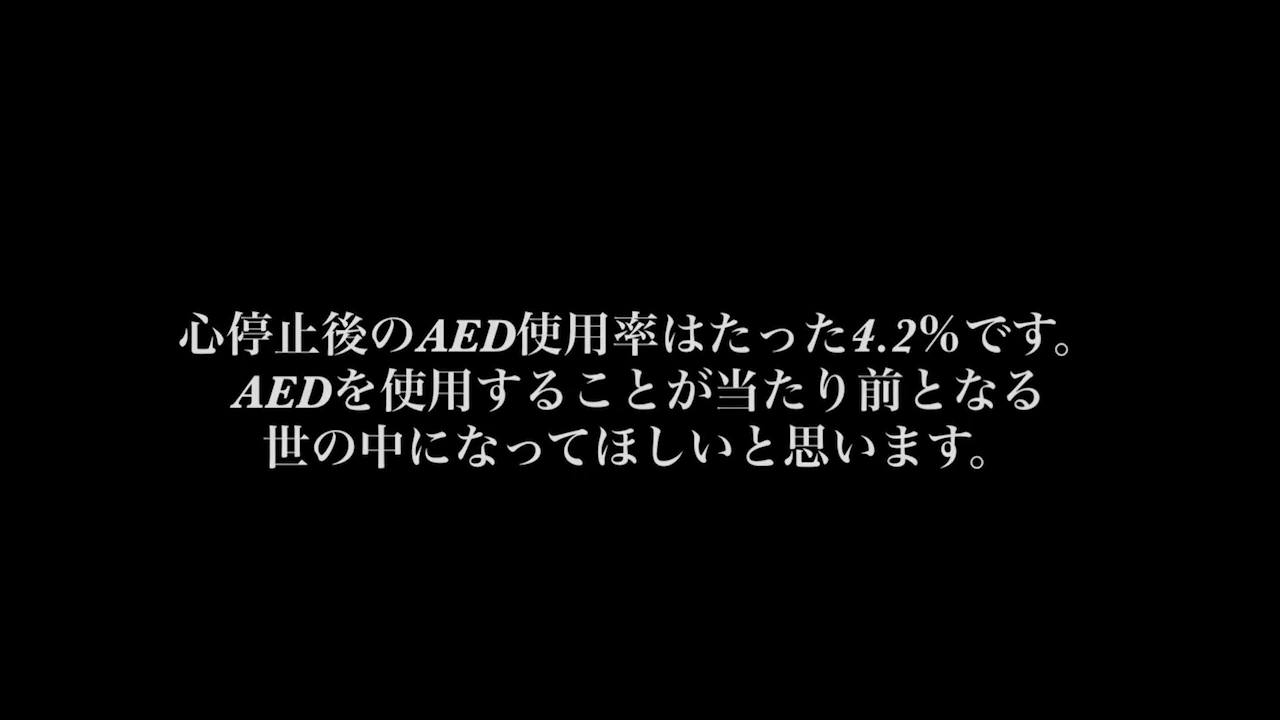 心停止後のAED使用率はたった4.2%です。
AEDを使用することが当たり前となる
世の中になってほしいと思います。